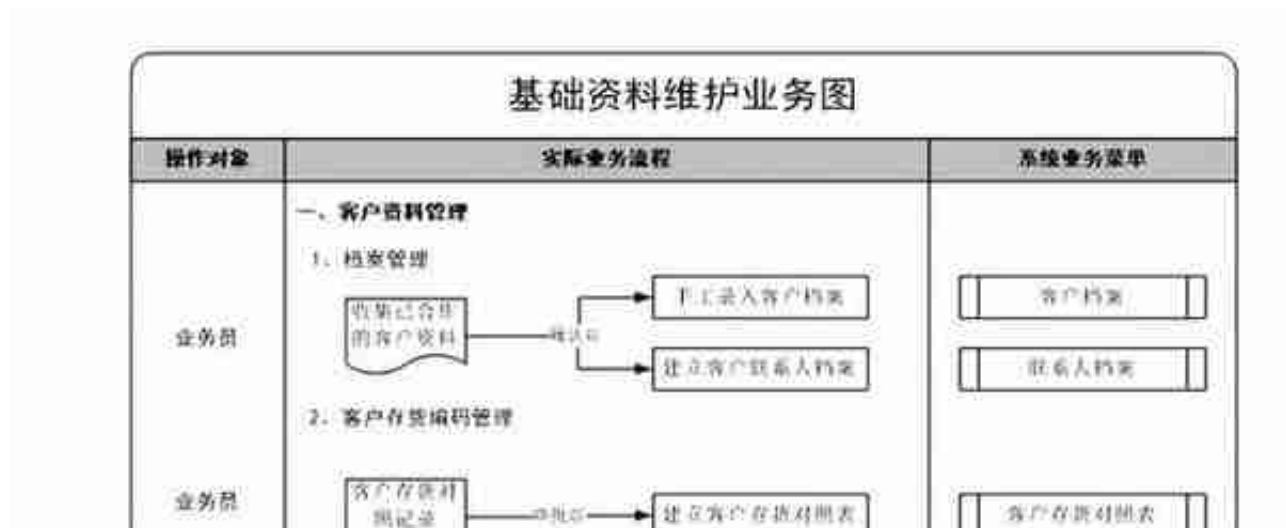 基础资料维护业务图
操作对象
实际业务流程
系统业务菜单
一、客户资料管理
1、档案管理
业务员
收集已合作
的客户资料
确认后
手工录入客户档案
建立客户联系人档案
客户档案
联系人档案
2、客户存货编码管理
业务员
客户存货对
照记录
审批后
建立客户存货对照表
客户存货对照表